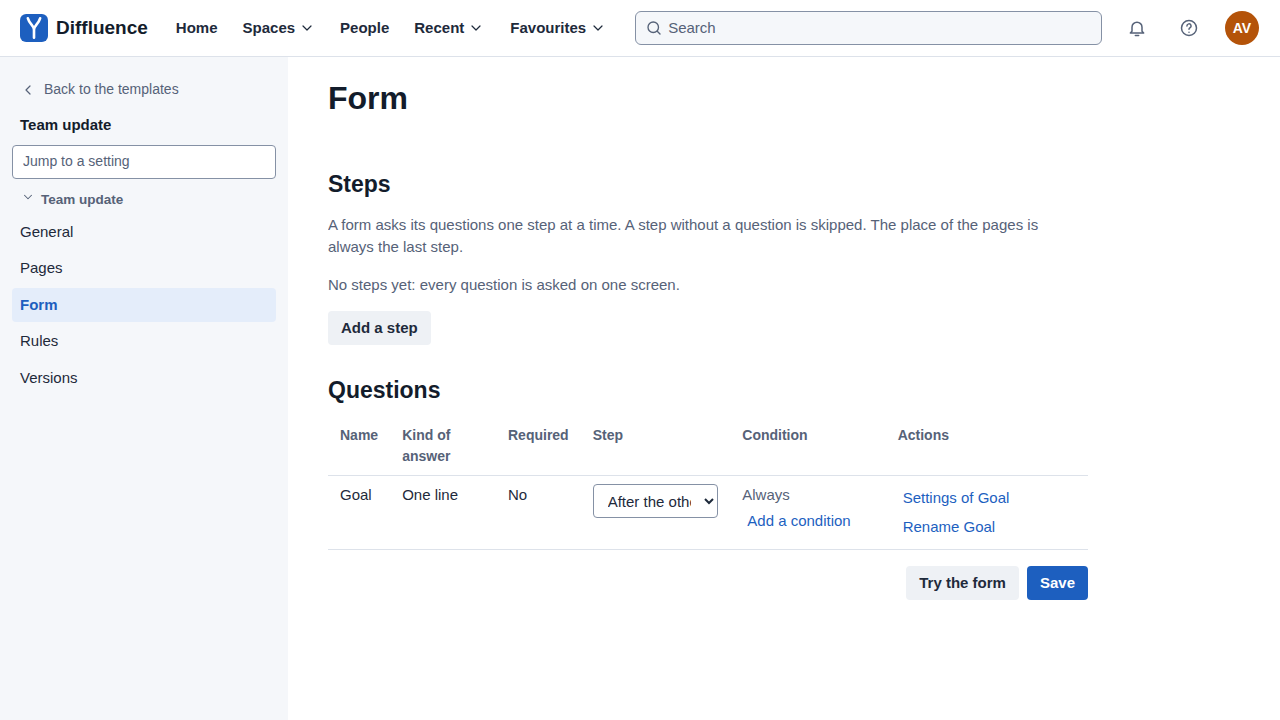 Diffluence
Home
Spaces
People
Recent
Favourites
Search
AV
Back to the templates
Team update
Jump to a setting
Team update
General
Pages
Form
Rules
Versions
Form
Steps
A form asks its questions one step at a time. A step without a question is skipped. The place of the pages is
always the last step.
No steps yet: every question is asked on one screen.
Add a step
Questions
Name
Kind of
answer
Required
Step
Condition
Actions
Goal
One line
No
After the oth
Always
Add a condition
Settings of Goal
Rename Goal
Try the form
Save